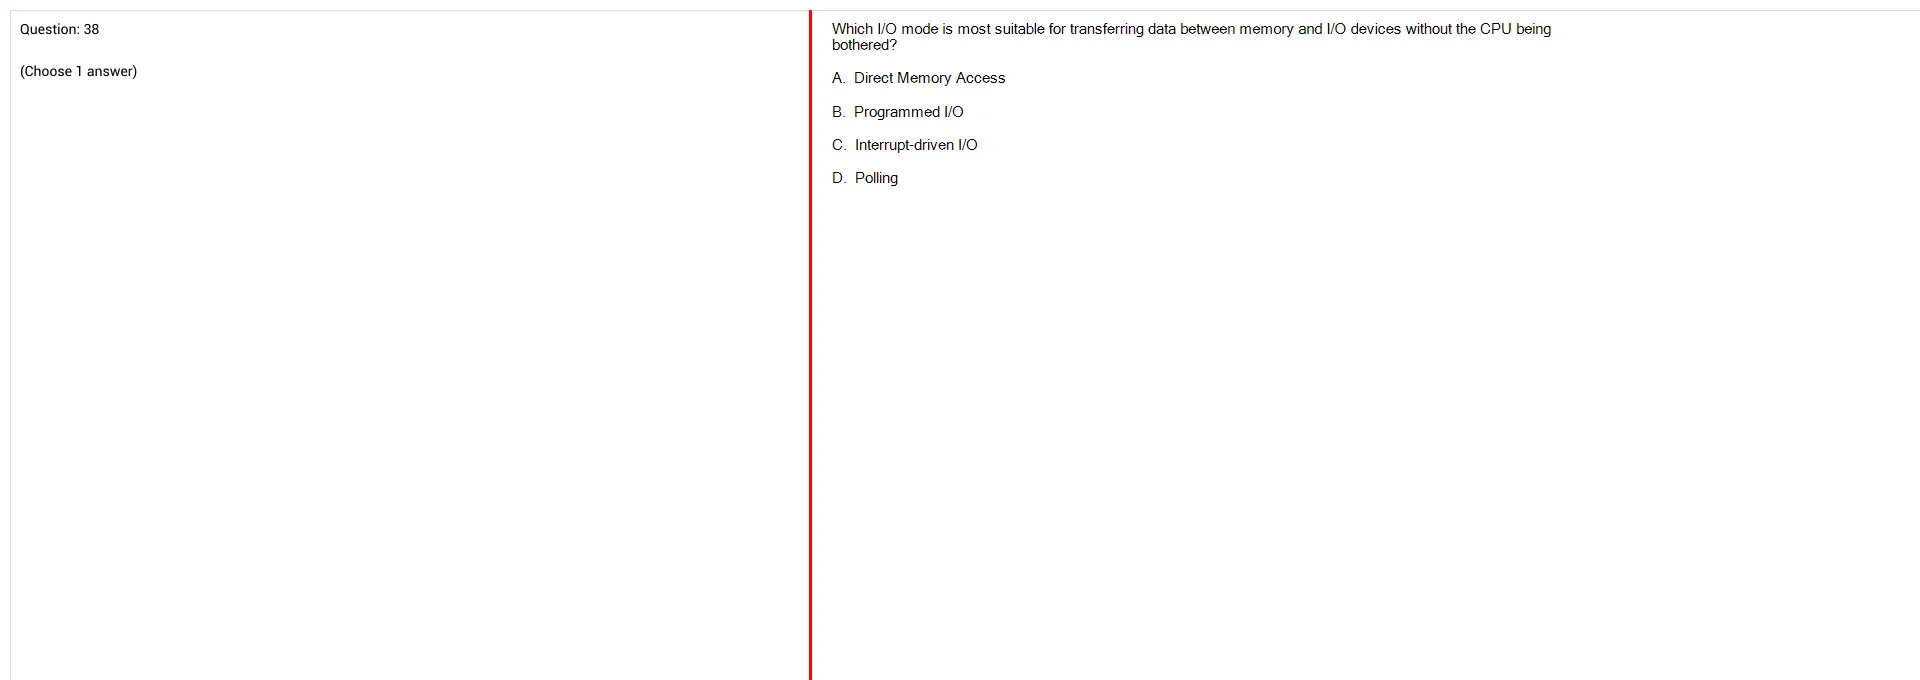 Question: 38
(Choose 1 answer)
Which I/O mode is most suitable for transferring data between memory and I/O devices without the CPU being
bothered?
A. Direct Memory Access
B. Programmed I/O
C. Interrupt-driven I/O
D. Polling